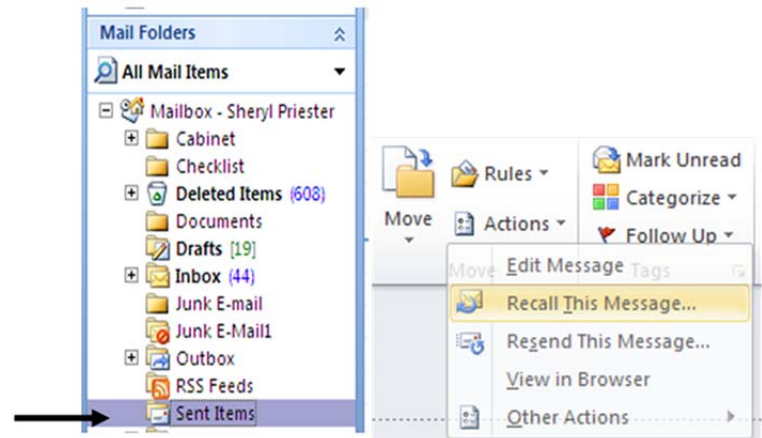 Mail Folders
All Mail Items
Mailbox - Sheryl Priester
Cabinet
Checklist
Deleted Items (608)
Documents
Drafts [19]
Inbox (44)
Junk E-mail
Junk E-Mail1
Outbox
RSS Feeds
Sent Items
Move
Rules
Actions
Mark Unread
Categorize
Follow Up
Move
Tags
Edit Message
Recall This Message...
Resend This Message...
View in Browser
Other Actions